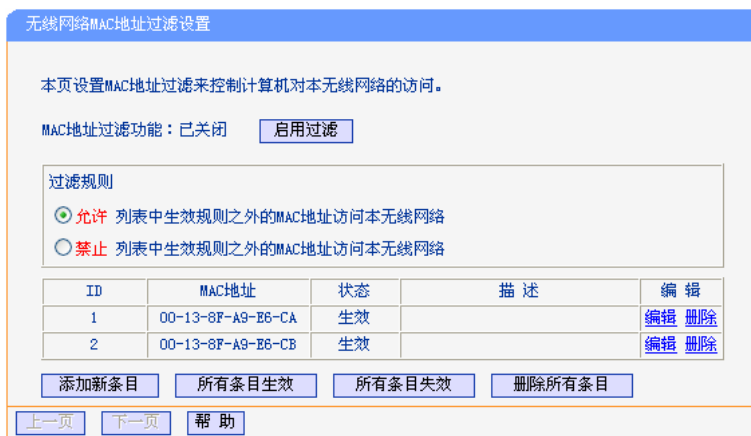 无线网络MAC地址过滤设置
本页设置MAC地址过滤来控制计算机对本无线网络的访问。
MAC地址过滤功能：已关闭 启用过滤
过滤规则
允许 列表中生效规则之外的MAC地址访问本无线网络
禁止 列表中生效规则之外的MAC地址访问本无线网络
ID MAC地址 状态 描 述 编 辑
1 00-13-8F-A9-E6-CA 生效 编辑 删除
2 00-13-8F-A9-E6-CB 生效 编辑 删除
添加新条目 所有条目生效 所有条目失效 删除所有条目
上一页 下一页 帮 助